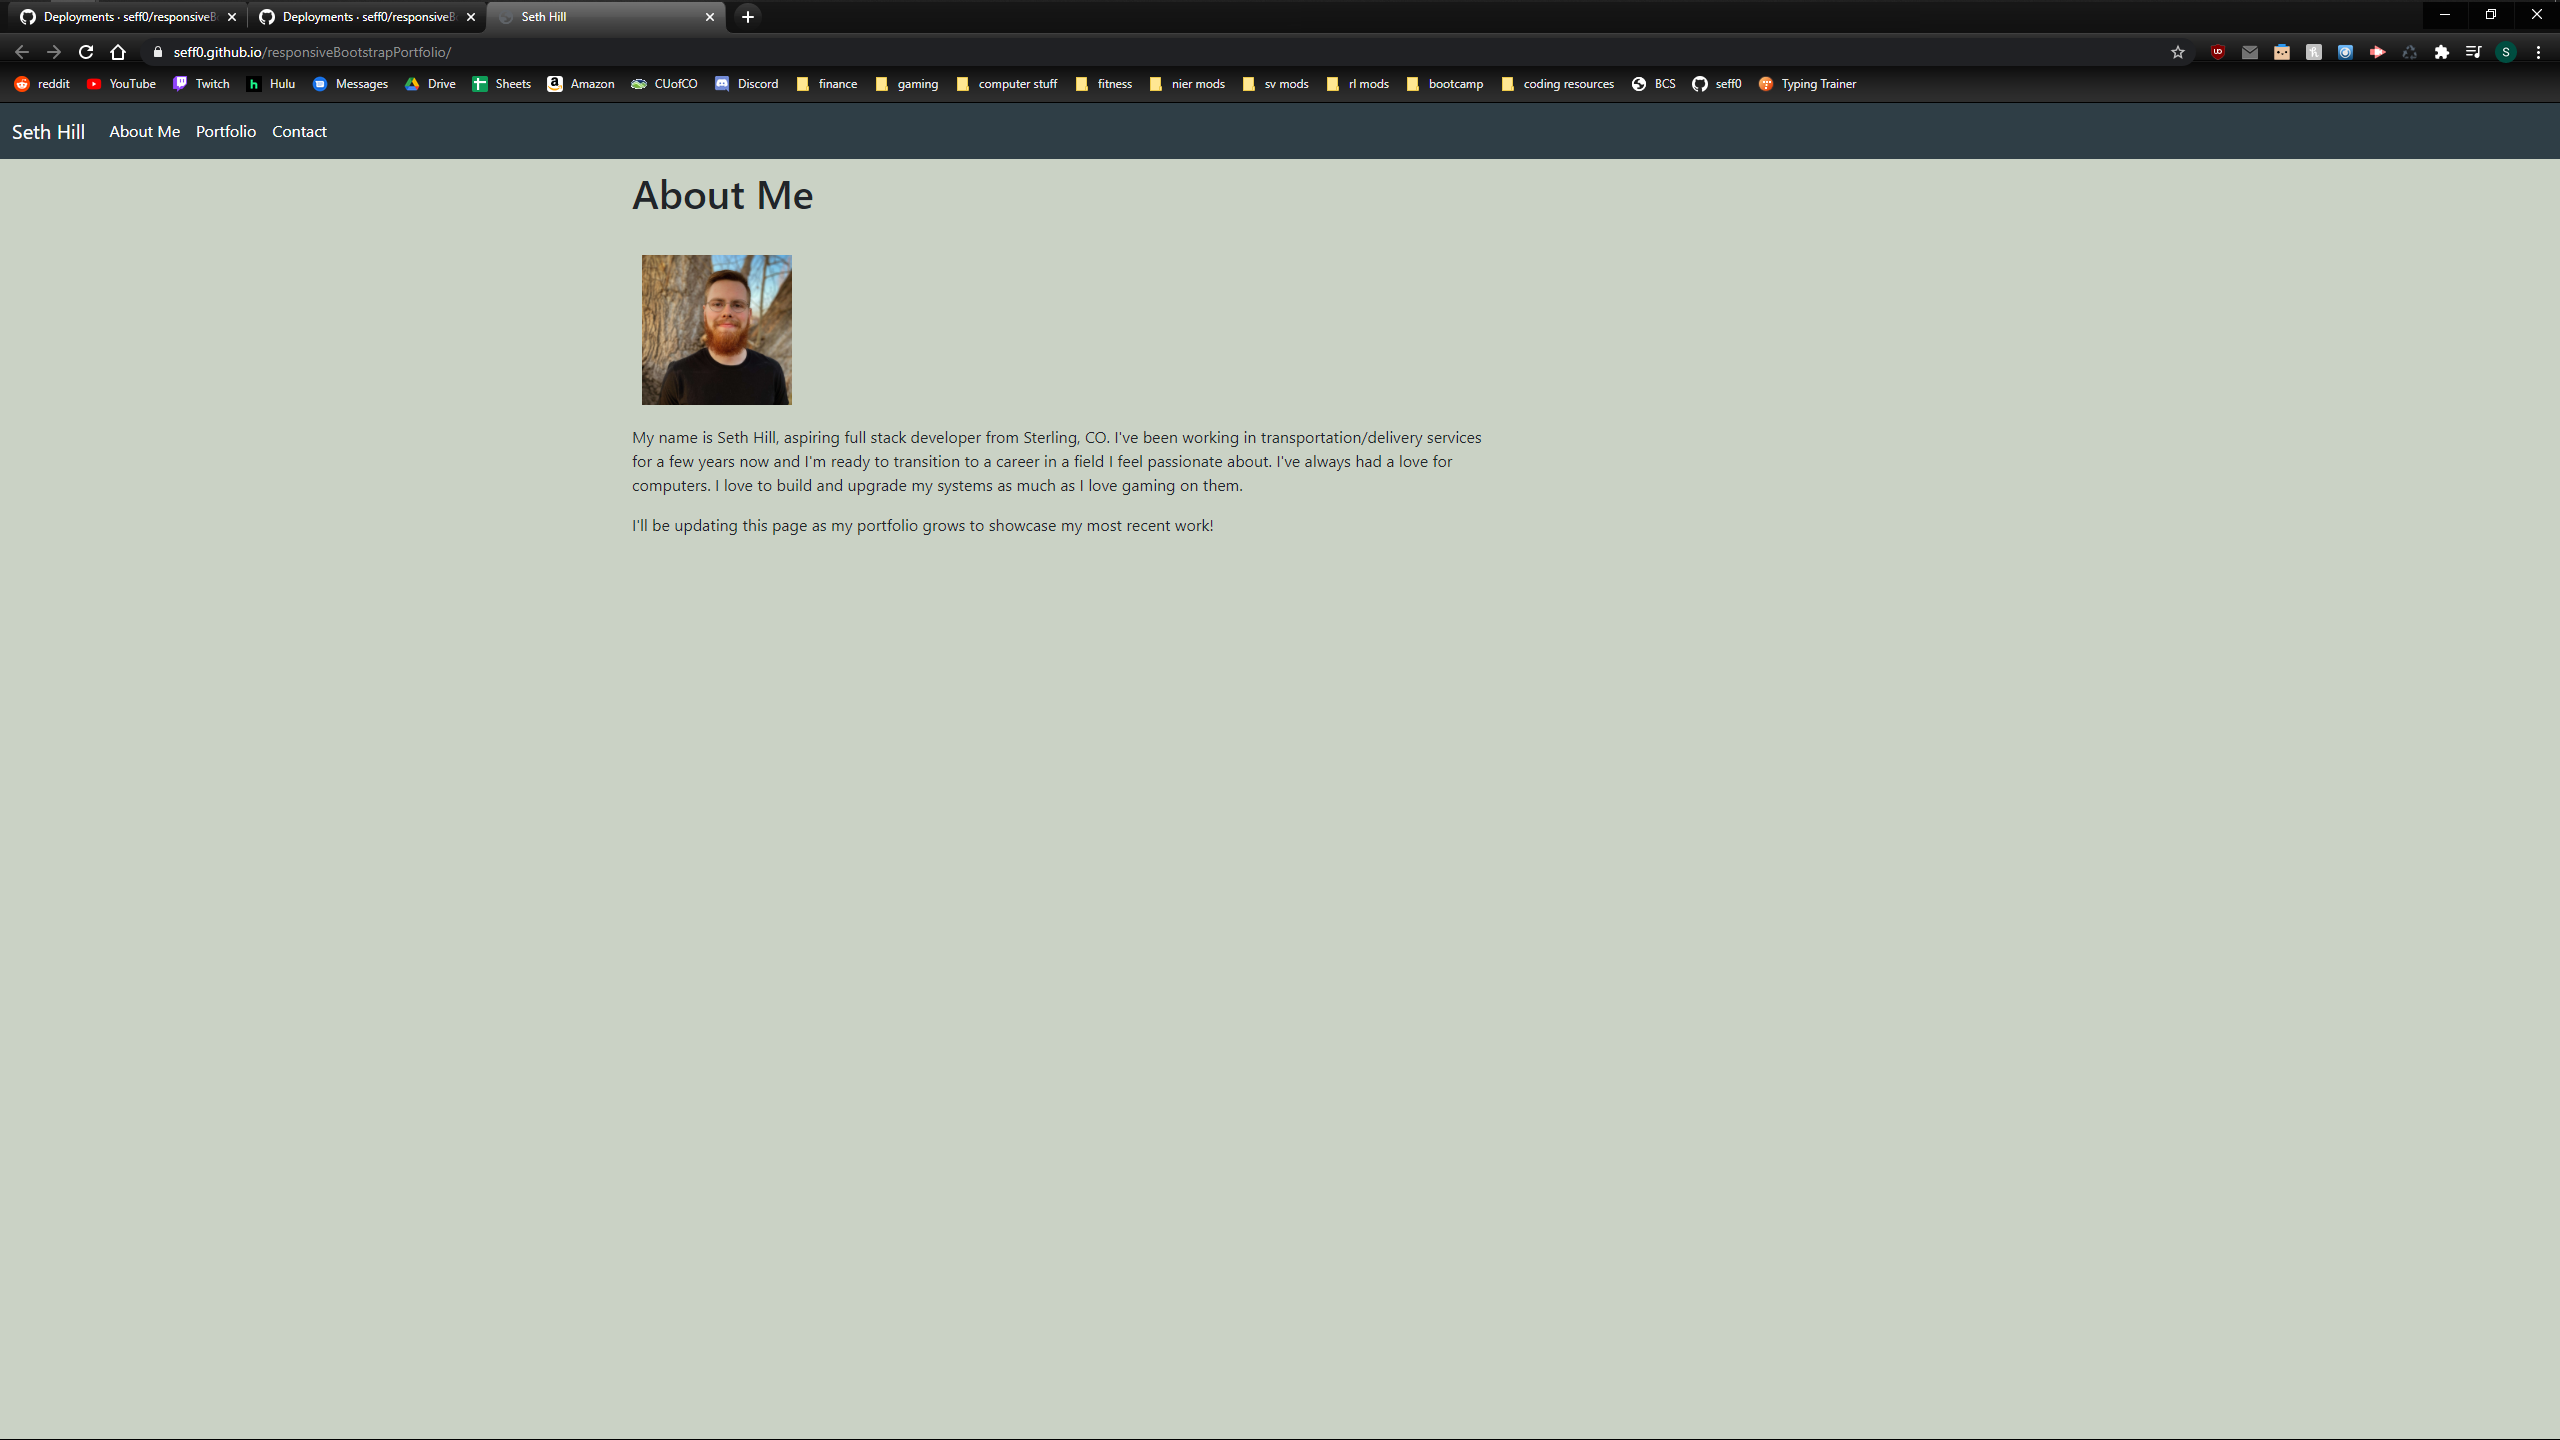 Deployments · seff0/responsiveB
Deployments · seff0/responsiveB
Seth Hill
seff0.github.io/responsiveBootstrapPortfolio/
reddit YouTube Twitch Hulu Messages Drive Sheets Amazon CUofCO Discord finance gaming computer stuff fitness nier mods sv mods rl mods bootcamp coding resources BCS seff0 Typing Trainer
Seth Hill About Me Portfolio Contact
About Me
My name is Seth Hill, aspiring full stack developer from Sterling, CO. I've been working in transportation/delivery services
for a few years now and I'm ready to transition to a career in a field I feel passionate about. I've always had a love for
computers. I love to build and upgrade my systems as much as I love gaming on them.
I'll be updating this page as my portfolio grows to showcase my most recent work!